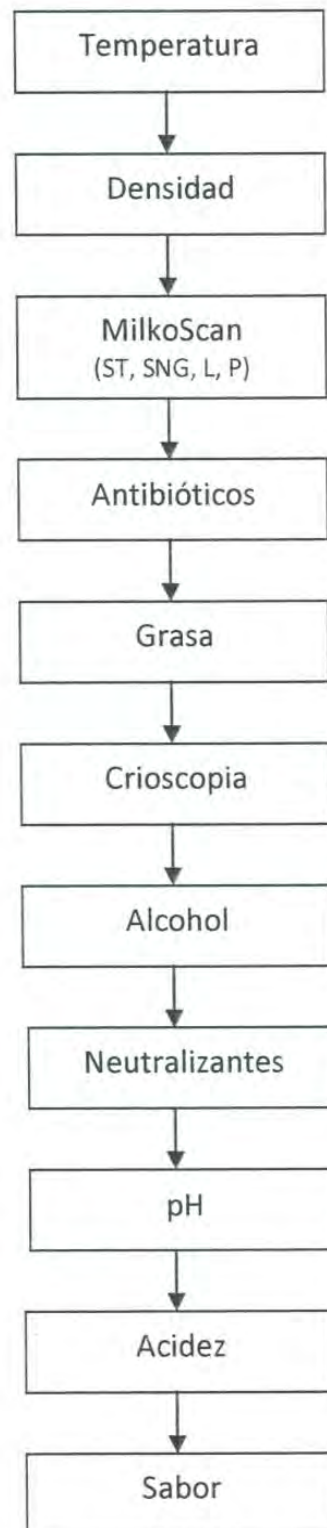 Temperatura
Densidad
MilkoScan
(ST, SNG, L, P)
Antibióticos
Grasa
Crioscopia
Alcohol
Neutralizantes
pH
Acidez
Sabor